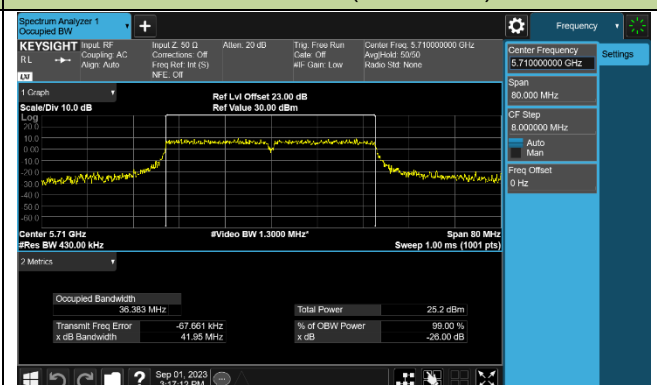 Spectrum Analyzer 1
Occupied BW
+
Frequency
KEYSIGHT Input: RF
RL Coupling: AC
Align: Auto
Input Z: 50 Ω
Corrections: Off
Freq Ref: Int (S)
NFE: Off
Atten: 20 dB
Trig: Free Run
Gate: Off
#IF Gain: Low
Center Freq: 5.710000000 GHz
Avg|Hold: 50/50
Radio Std: None
LXI
Center Frequency
5.710000000 GHz
Settings
Span
80.000 MHz
CF Step
8.000000 MHz
Auto
Man
Freq Offset
0 Hz
1 Graph
Scale/Div 10.0 dB
Ref Lvl Offset 23.00 dB
Ref Value 30.00 dBm
Log
20.0
10.0
0.00
-10.0
-20.0
-30.0
-40.0
-50.0
-60.0
Center 5.71 GHz
#Video BW 1.3000 MHz*
Span 80 MHz
#Res BW 430.00 kHz
Sweep 1.00 ms (1001 pts)
2 Metrics
Occupied Bandwidth
36.383 MHz
Total Power 25.2 dBm
Transmit Freq Error -67.661 kHz
% of OBW Power 99.00 %
x dB Bandwidth 41.95 MHz
x dB -26.00 dB
?
Sep 01, 2023
3:17:12 PM